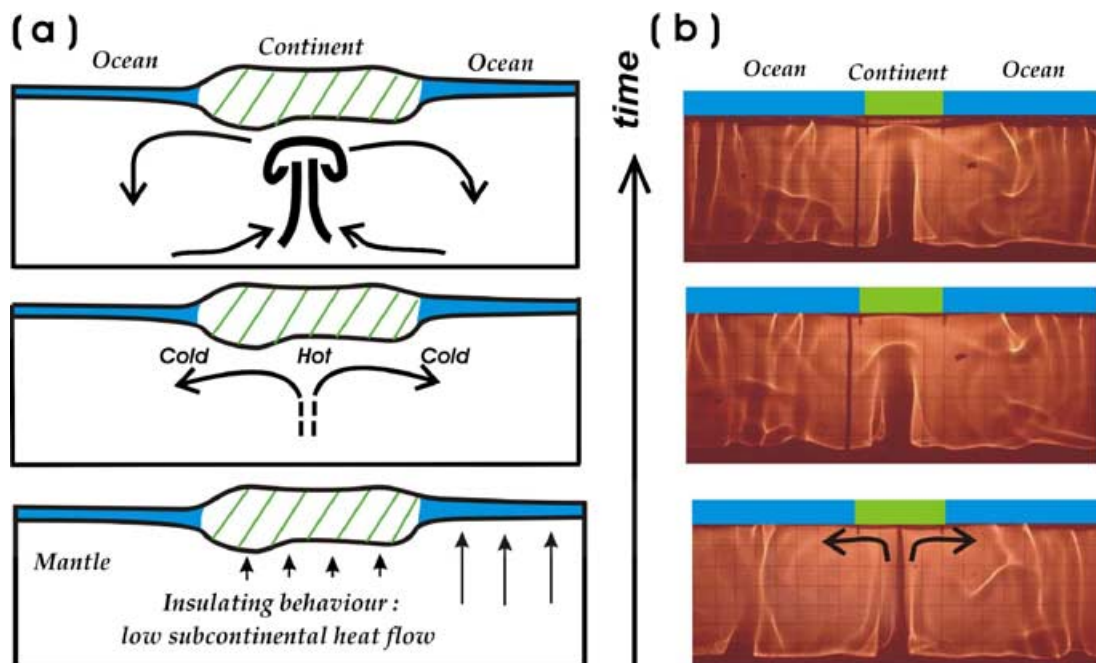 (a)
Ocean
Continent
Ocean
Cold
Hot
Cold
Mantle
Insulating behaviour :
low subcontinental heat flow
time
(b)
Ocean
Continent
Ocean